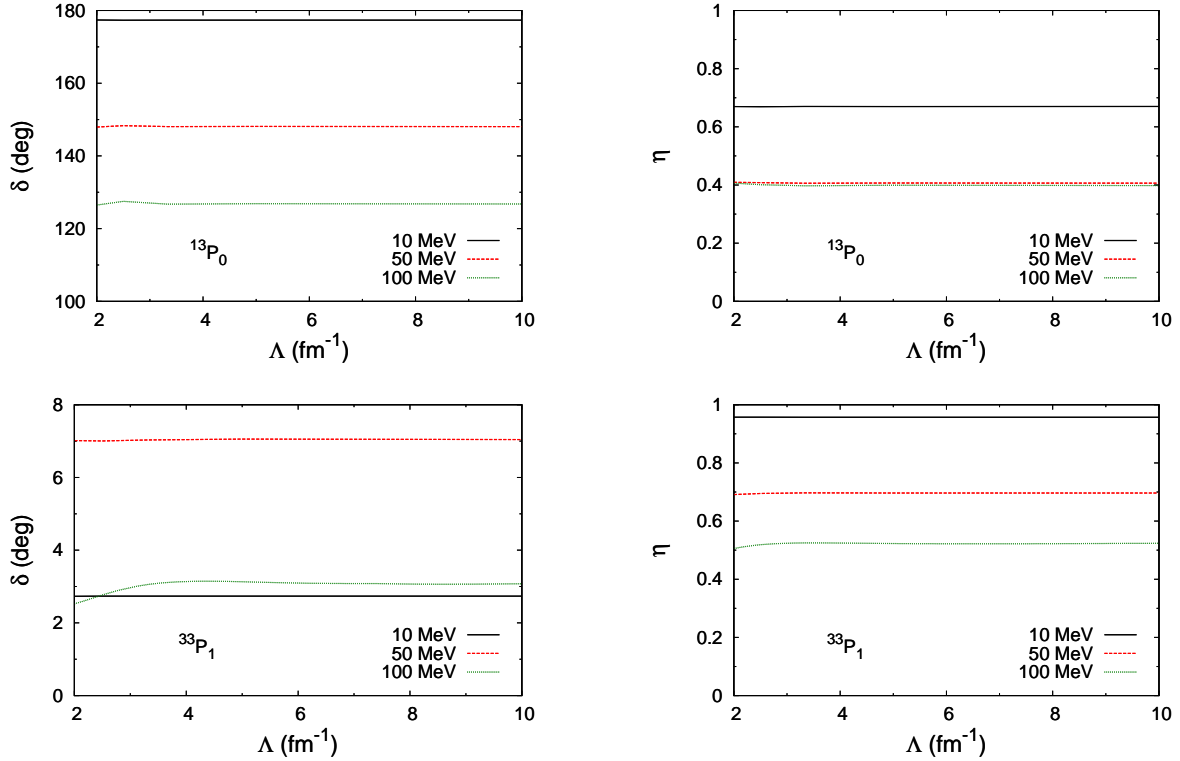 180
160
140
120
100
δ (deg)
2 4 6 8 10
Λ (fm⁻¹)
¹³P₀
10 MeV
50 MeV
100 MeV
1
0.8
0.6
0.4
0.2
0
η
2 4 6 8 10
Λ (fm⁻¹)
¹³P₀
10 MeV
50 MeV
100 MeV
8
6
4
2
0
δ (deg)
2 4 6 8 10
Λ (fm⁻¹)
³³P₁
10 MeV
50 MeV
100 MeV
1
0.8
0.6
0.4
0.2
0
η
2 4 6 8 10
Λ (fm⁻¹)
³³P₁
10 MeV
50 MeV
100 MeV